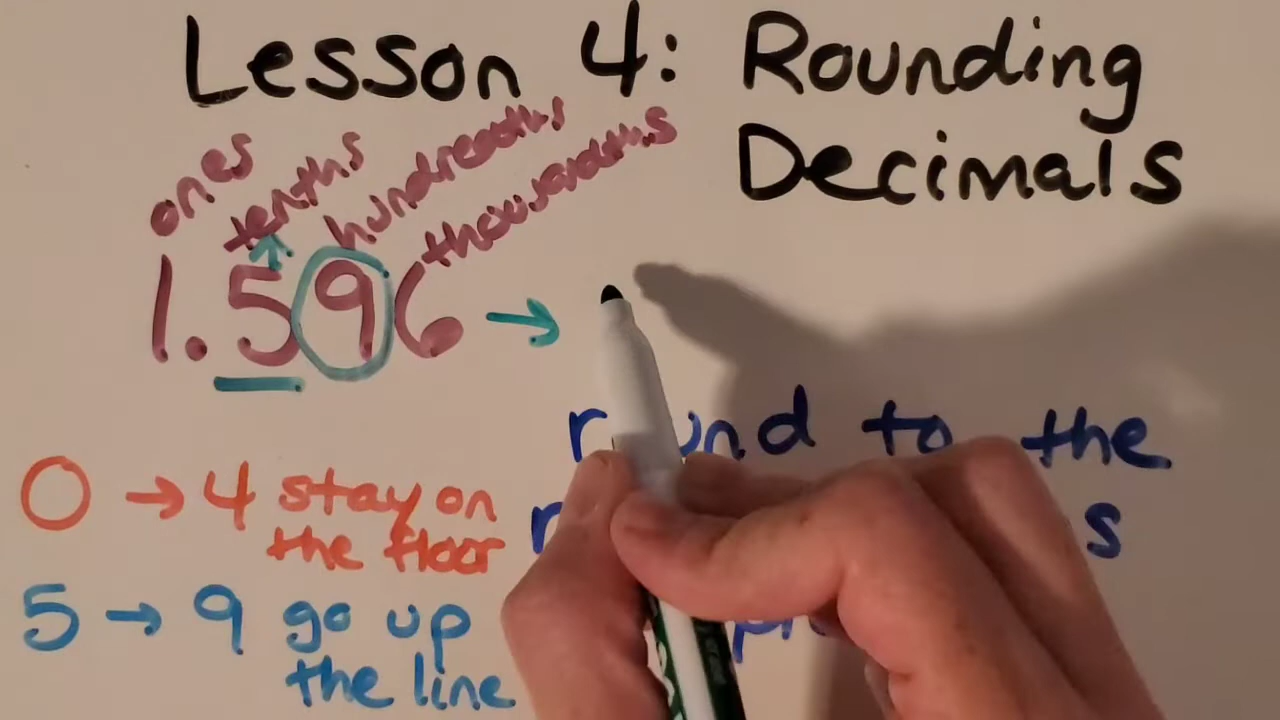 Lesson 4: Rounding
Decimals
ones
tenths
hundredths
thousandths
1.596 →
round to the
0 → 4 stay on
the floor
5 → 9 go up
the line